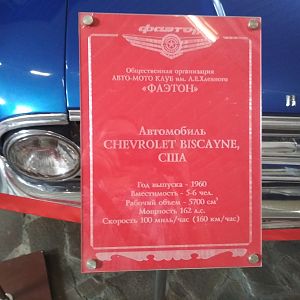 фаэтон
Общественная организация
АВТО-МОТО КЛУБ им. А.Е.Хлебного
«ФАЭТОН»
Автомобиль
CHEVROLET BISCAYNE,
США
Год выпуска - 1960
Вместимость - 5-6 чел.
Рабочий объем - 5700 см³
Мощность 162 л.с.
Скорость 100 миль/час (160 км/час)